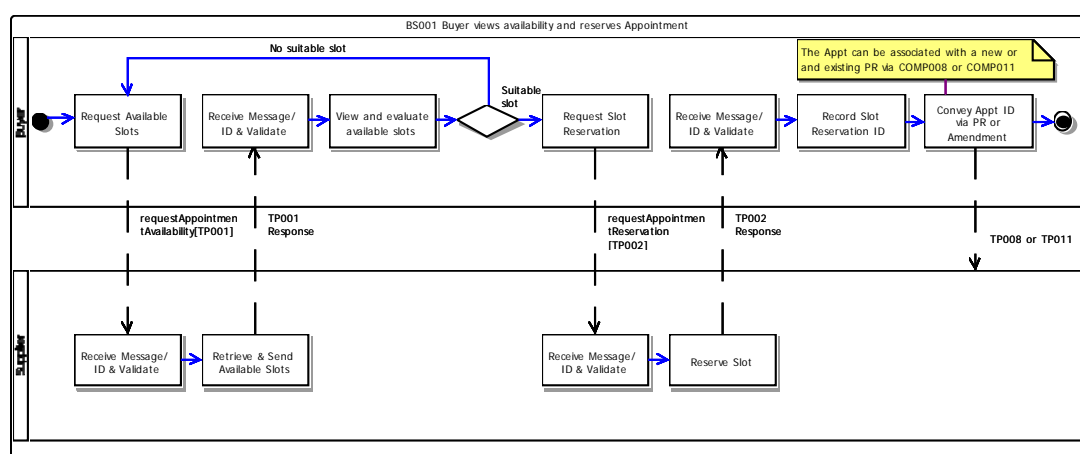 BS001 Buyer views availability and reserves Appointment
No suitable slot
The Appt can be associated with a new or
and existing PR via COMP008 or COMP011
Buyer
Request Available
Slots
Receive Message/
ID & Validate
View and evaluate
available slots
Suitable
slot
Request Slot
Reservation
Receive Message/
ID & Validate
Record Slot
Reservation ID
Convey Appt ID
via PR or
Amendment
requestAppointmen
tAvailability[TP001]
TP001
Response
requestAppointmen
tReservation
[TP002]
TP002
Response
TP008 or TP011
Supplier
Receive Message/
ID & Validate
Retrieve & Send
Available Slots
Receive Message/
ID & Validate
Reserve Slot